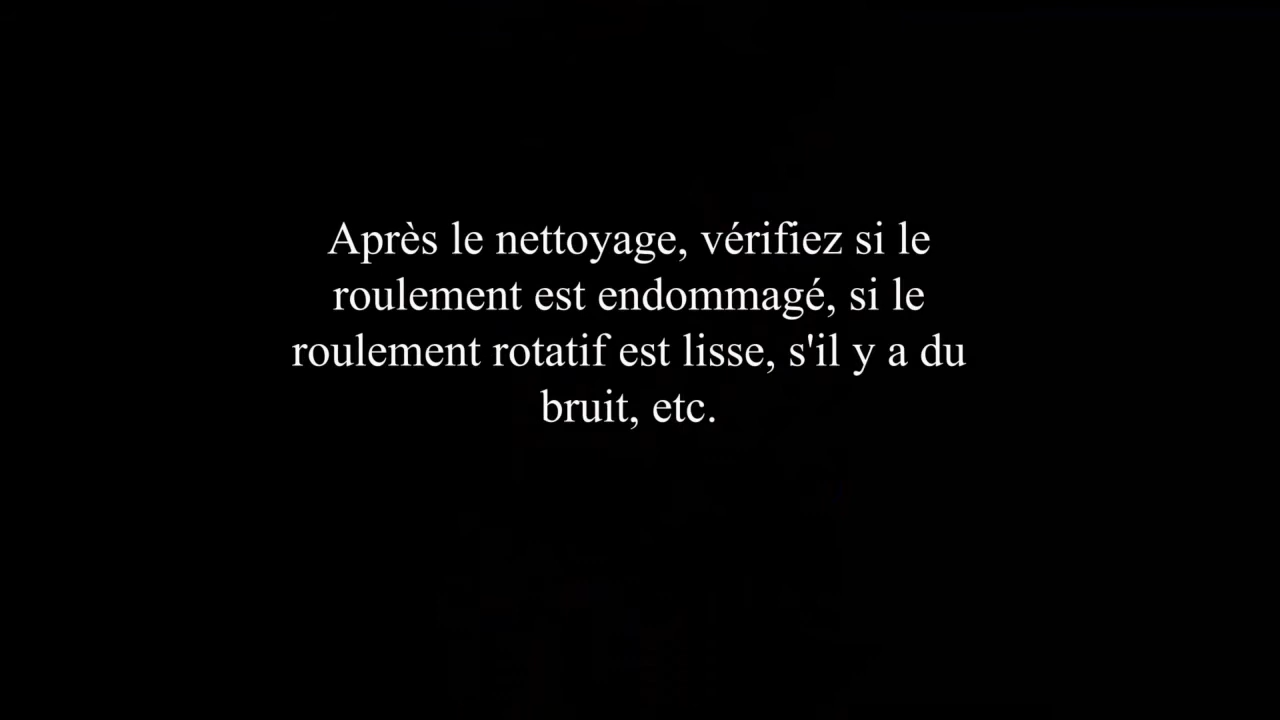 Après le nettoyage, vérifiez si le
roulement est endommagé, si le
roulement rotatif est lisse, s'il y a du
bruit, etc.